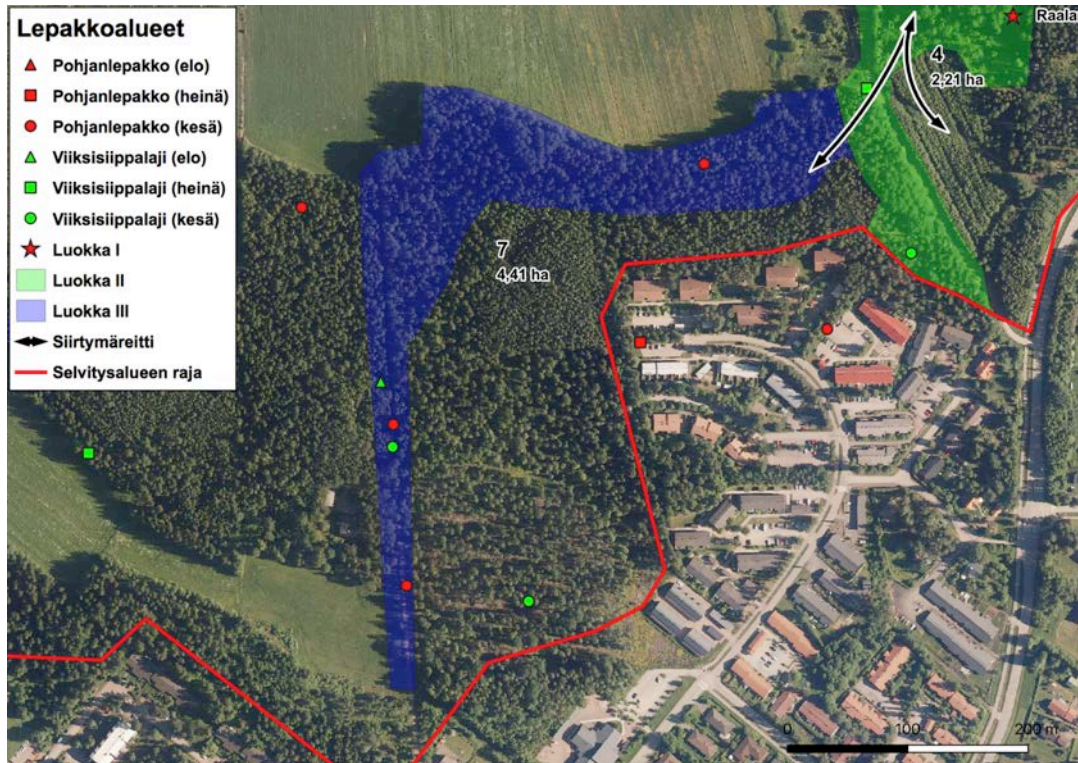 Lepakkoalueet
Pohjanlepakko (elo)
Pohjanlepakko (heinä)
Pohjanlepakko (kesä)
Viiksisiippalaji (elo)
Viiksisiippalaji (heinä)
Viiksisiippalaji (kesä)
Luokka I
Luokka II
Luokka III
Siirtymäreitti
Selvitysalueen raja
Raala
4
2,21 ha
7
4,41 ha
0 100 200 m